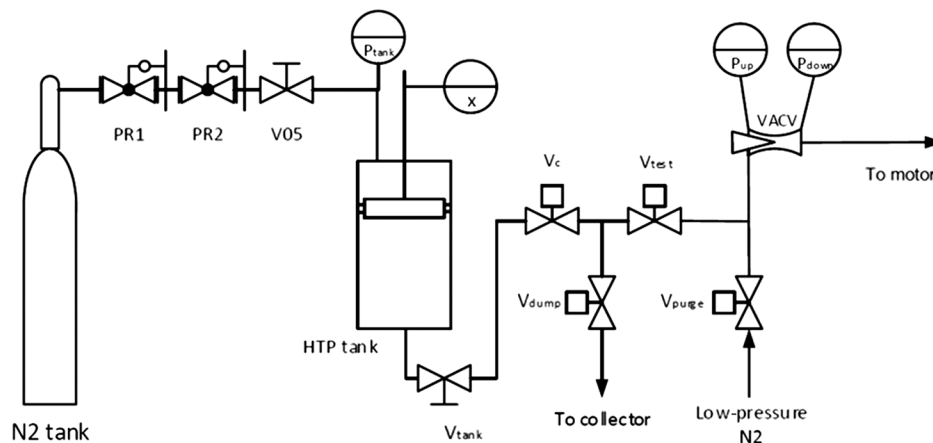 Ptank
Pup
Pdown
x
VACV
PR1
PR2
V05
Vc
Vtest
To motor
Vdump
Vpurge
HTP tank
To collector
Low-pressure
N2
N2 tank
Vtank